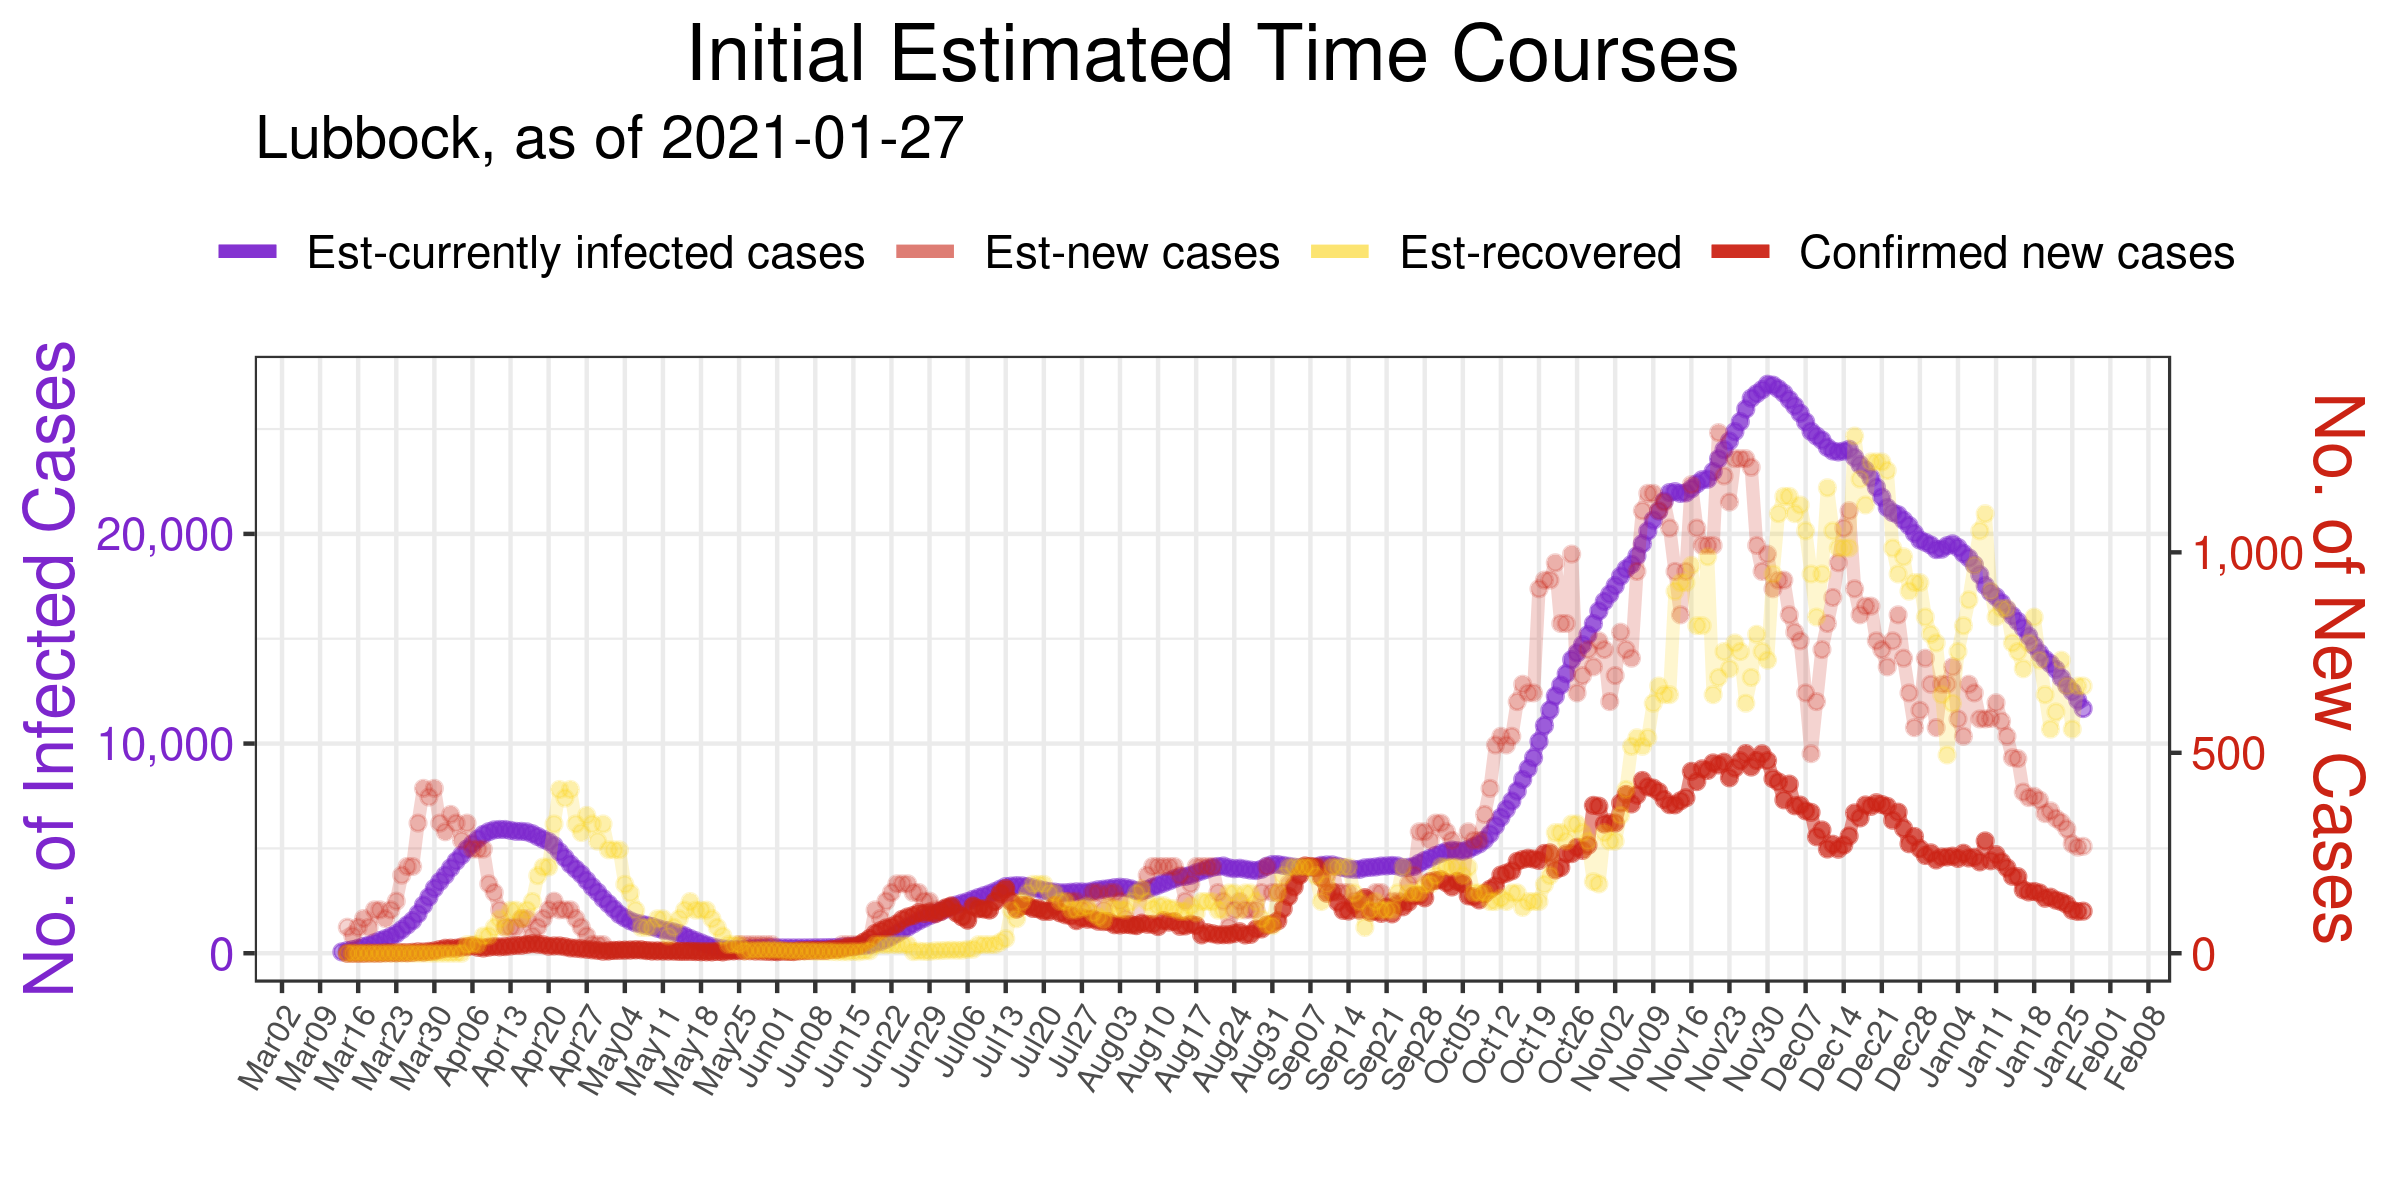 Initial Estimated Time Courses
Lubbock, as of 2021-01-27
Est-currently infected cases Est-new cases Est-recovered Confirmed new cases
No. of Infected Cases
20,000
10,000
0
1,000
500
0
No. of New Cases
Mar02 Mar09 Mar16 Mar23 Mar30 Apr06 Apr13 Apr20 Apr27 May04 May11 May18 May25 Jun01 Jun08 Jun15 Jun22 Jun29 Jul06 Jul13 Jul20 Jul27 Aug03 Aug10 Aug17 Aug24 Aug31 Sep07 Sep14 Sep21 Sep28 Oct05 Oct12 Oct19 Oct26 Nov02 Nov09 Nov16 Nov23 Nov30 Dec07 Dec14 Dec21 Dec28 Jan04 Jan11 Jan18 Jan25 Feb01 Feb08